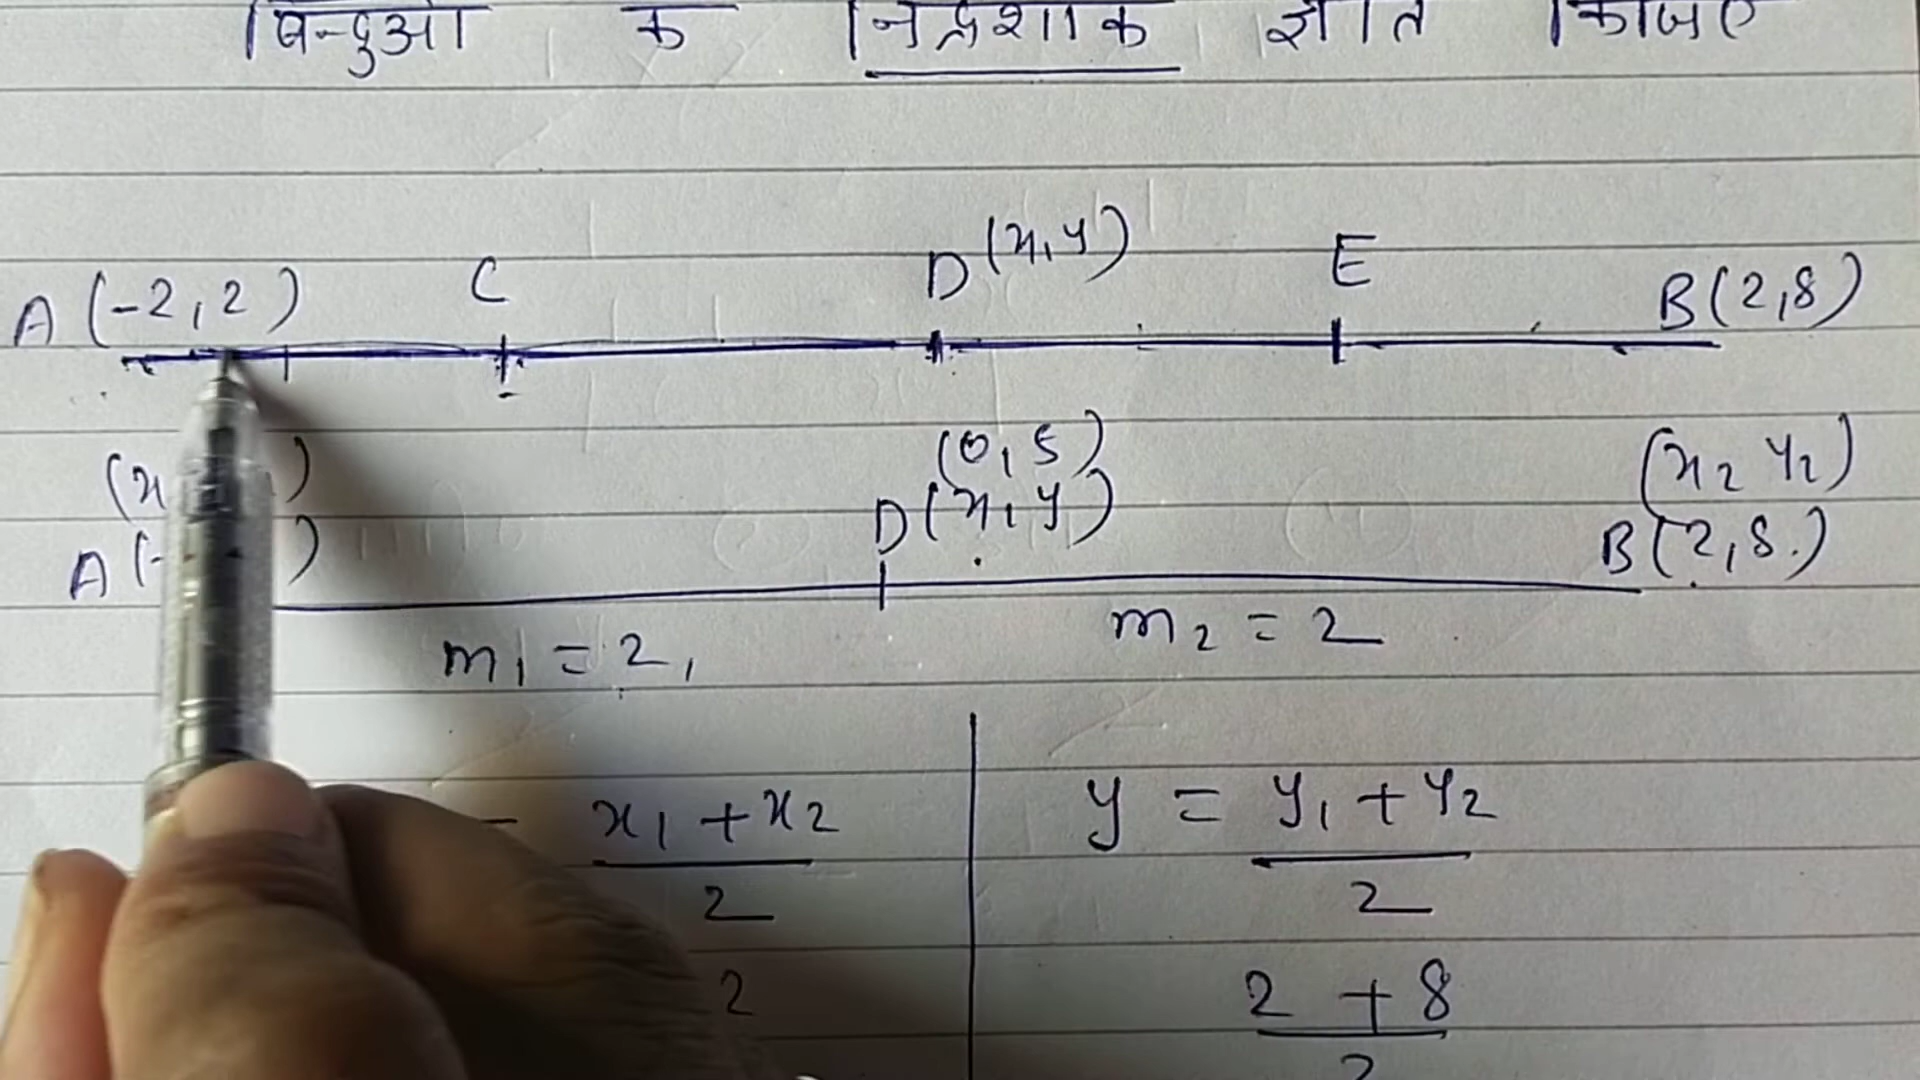 बिन्दुओ के निर्देशांक ज्ञात कीजिए
A (-2, 2) C D (x, y) E B (2, 8)
(0, 5) (x2 y2)
D (x, y) B (2, 8)
m1 = 2, m2 = 2
x1 + x2 y = y1 + y2
2 2
2 2 + 8